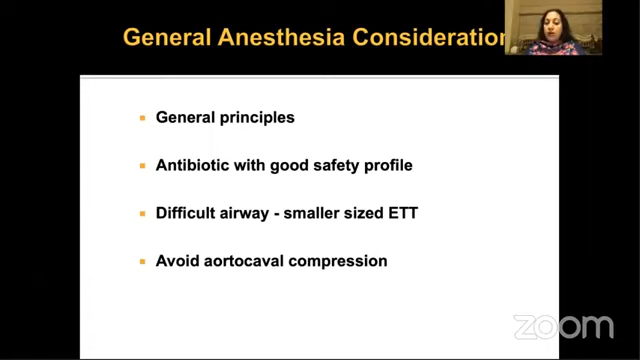 General Anesthesia Consideration
General principles
Antibiotic with good safety profile
Difficult airway - smaller sized ETT
Avoid aortocaval compression
zoom